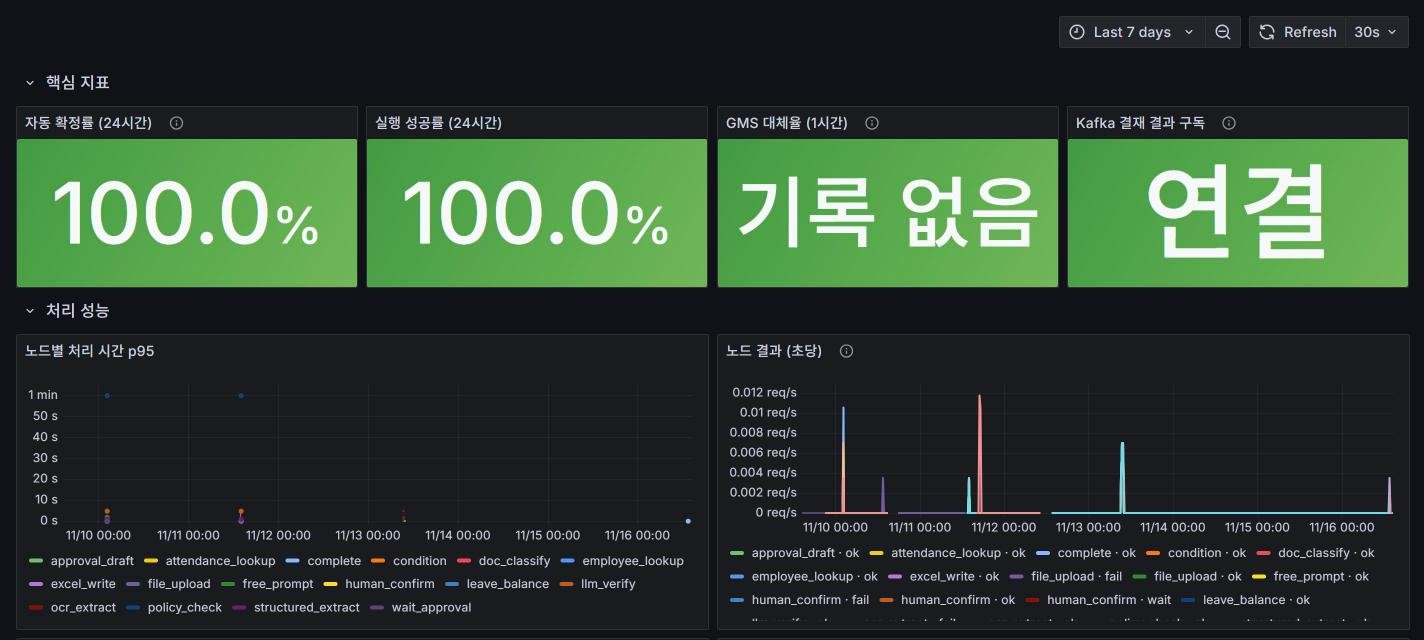 Last 7 days Refresh 30s
핵심 지표
자동 확정률 (24시간) 실행 성공률 (24시간) GMS 대체율 (1시간) Kafka 결재 결과 구독
100.0% 100.0% 기록 없음 연결
처리 성능
노드별 처리 시간 p95
1 min
50 s
40 s
30 s
20 s
10 s
0 s
11/10 00:00 11/11 00:00 11/12 00:00 11/13 00:00 11/14 00:00 11/15 00:00 11/16 00:00
approval_draft attendance_lookup complete condition doc_classify employee_lookup
excel_write file_upload free_prompt human_confirm leave_balance llm_verify
ocr_extract policy_check structured_extract wait_approval
노드 결과 (초당)
0.012 req/s
0.01 req/s
0.008 req/s
0.006 req/s
0.004 req/s
0.002 req/s
0 req/s
11/10 00:00 11/11 00:00 11/12 00:00 11/13 00:00 11/14 00:00 11/15 00:00 11/16 00:00
approval_draft · ok attendance_lookup · ok complete · ok condition · ok doc_classify · ok
employee_lookup · ok excel_write · ok file_upload · fail file_upload · ok free_prompt · ok
human_confirm · fail human_confirm · ok human_confirm · wait leave_balance · ok